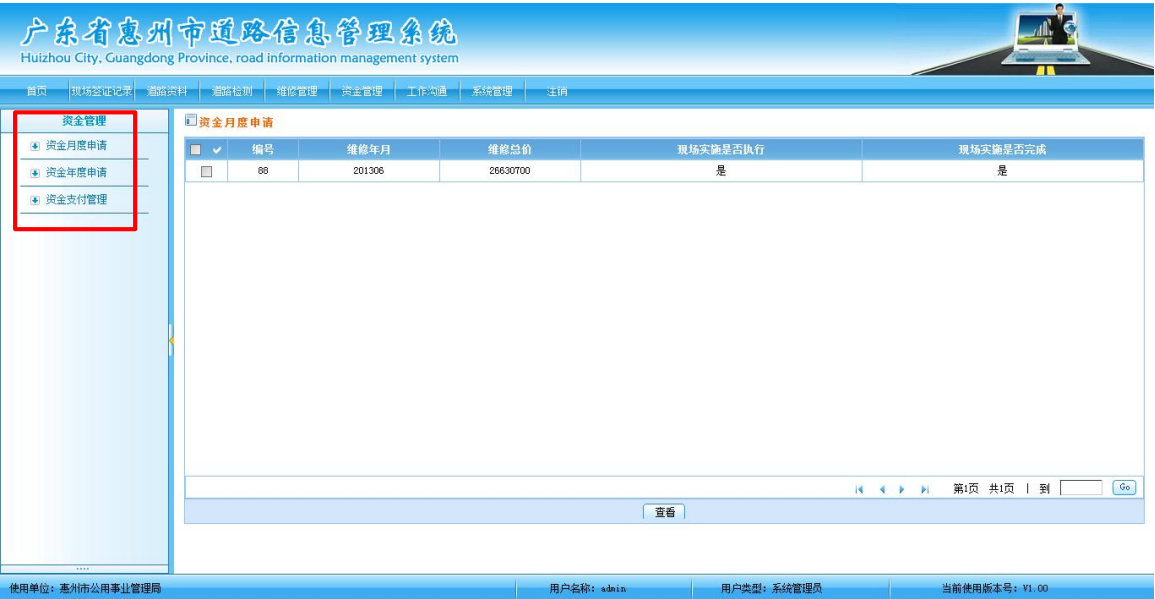 广东省惠州市道路信息管理系统
Huizhou City, Guangdong Province, road information management system
首页 现场签证记录 道路资料 道路检测 维修管理 资金管理 工作沟通 系统管理 注销
资金管理
资金月度申请
资金年度申请
资金支付管理
资金月度申请
编号 维修年月 维修总价 现场实施是否执行 现场实施是否完成
88 201306 26630700 是 是
第1页 共1页 | 到 Go
查看
使用单位: 惠州市公用事业管理局 用户名称: admin 用户类型: 系统管理员 当前使用版本号: V1.00